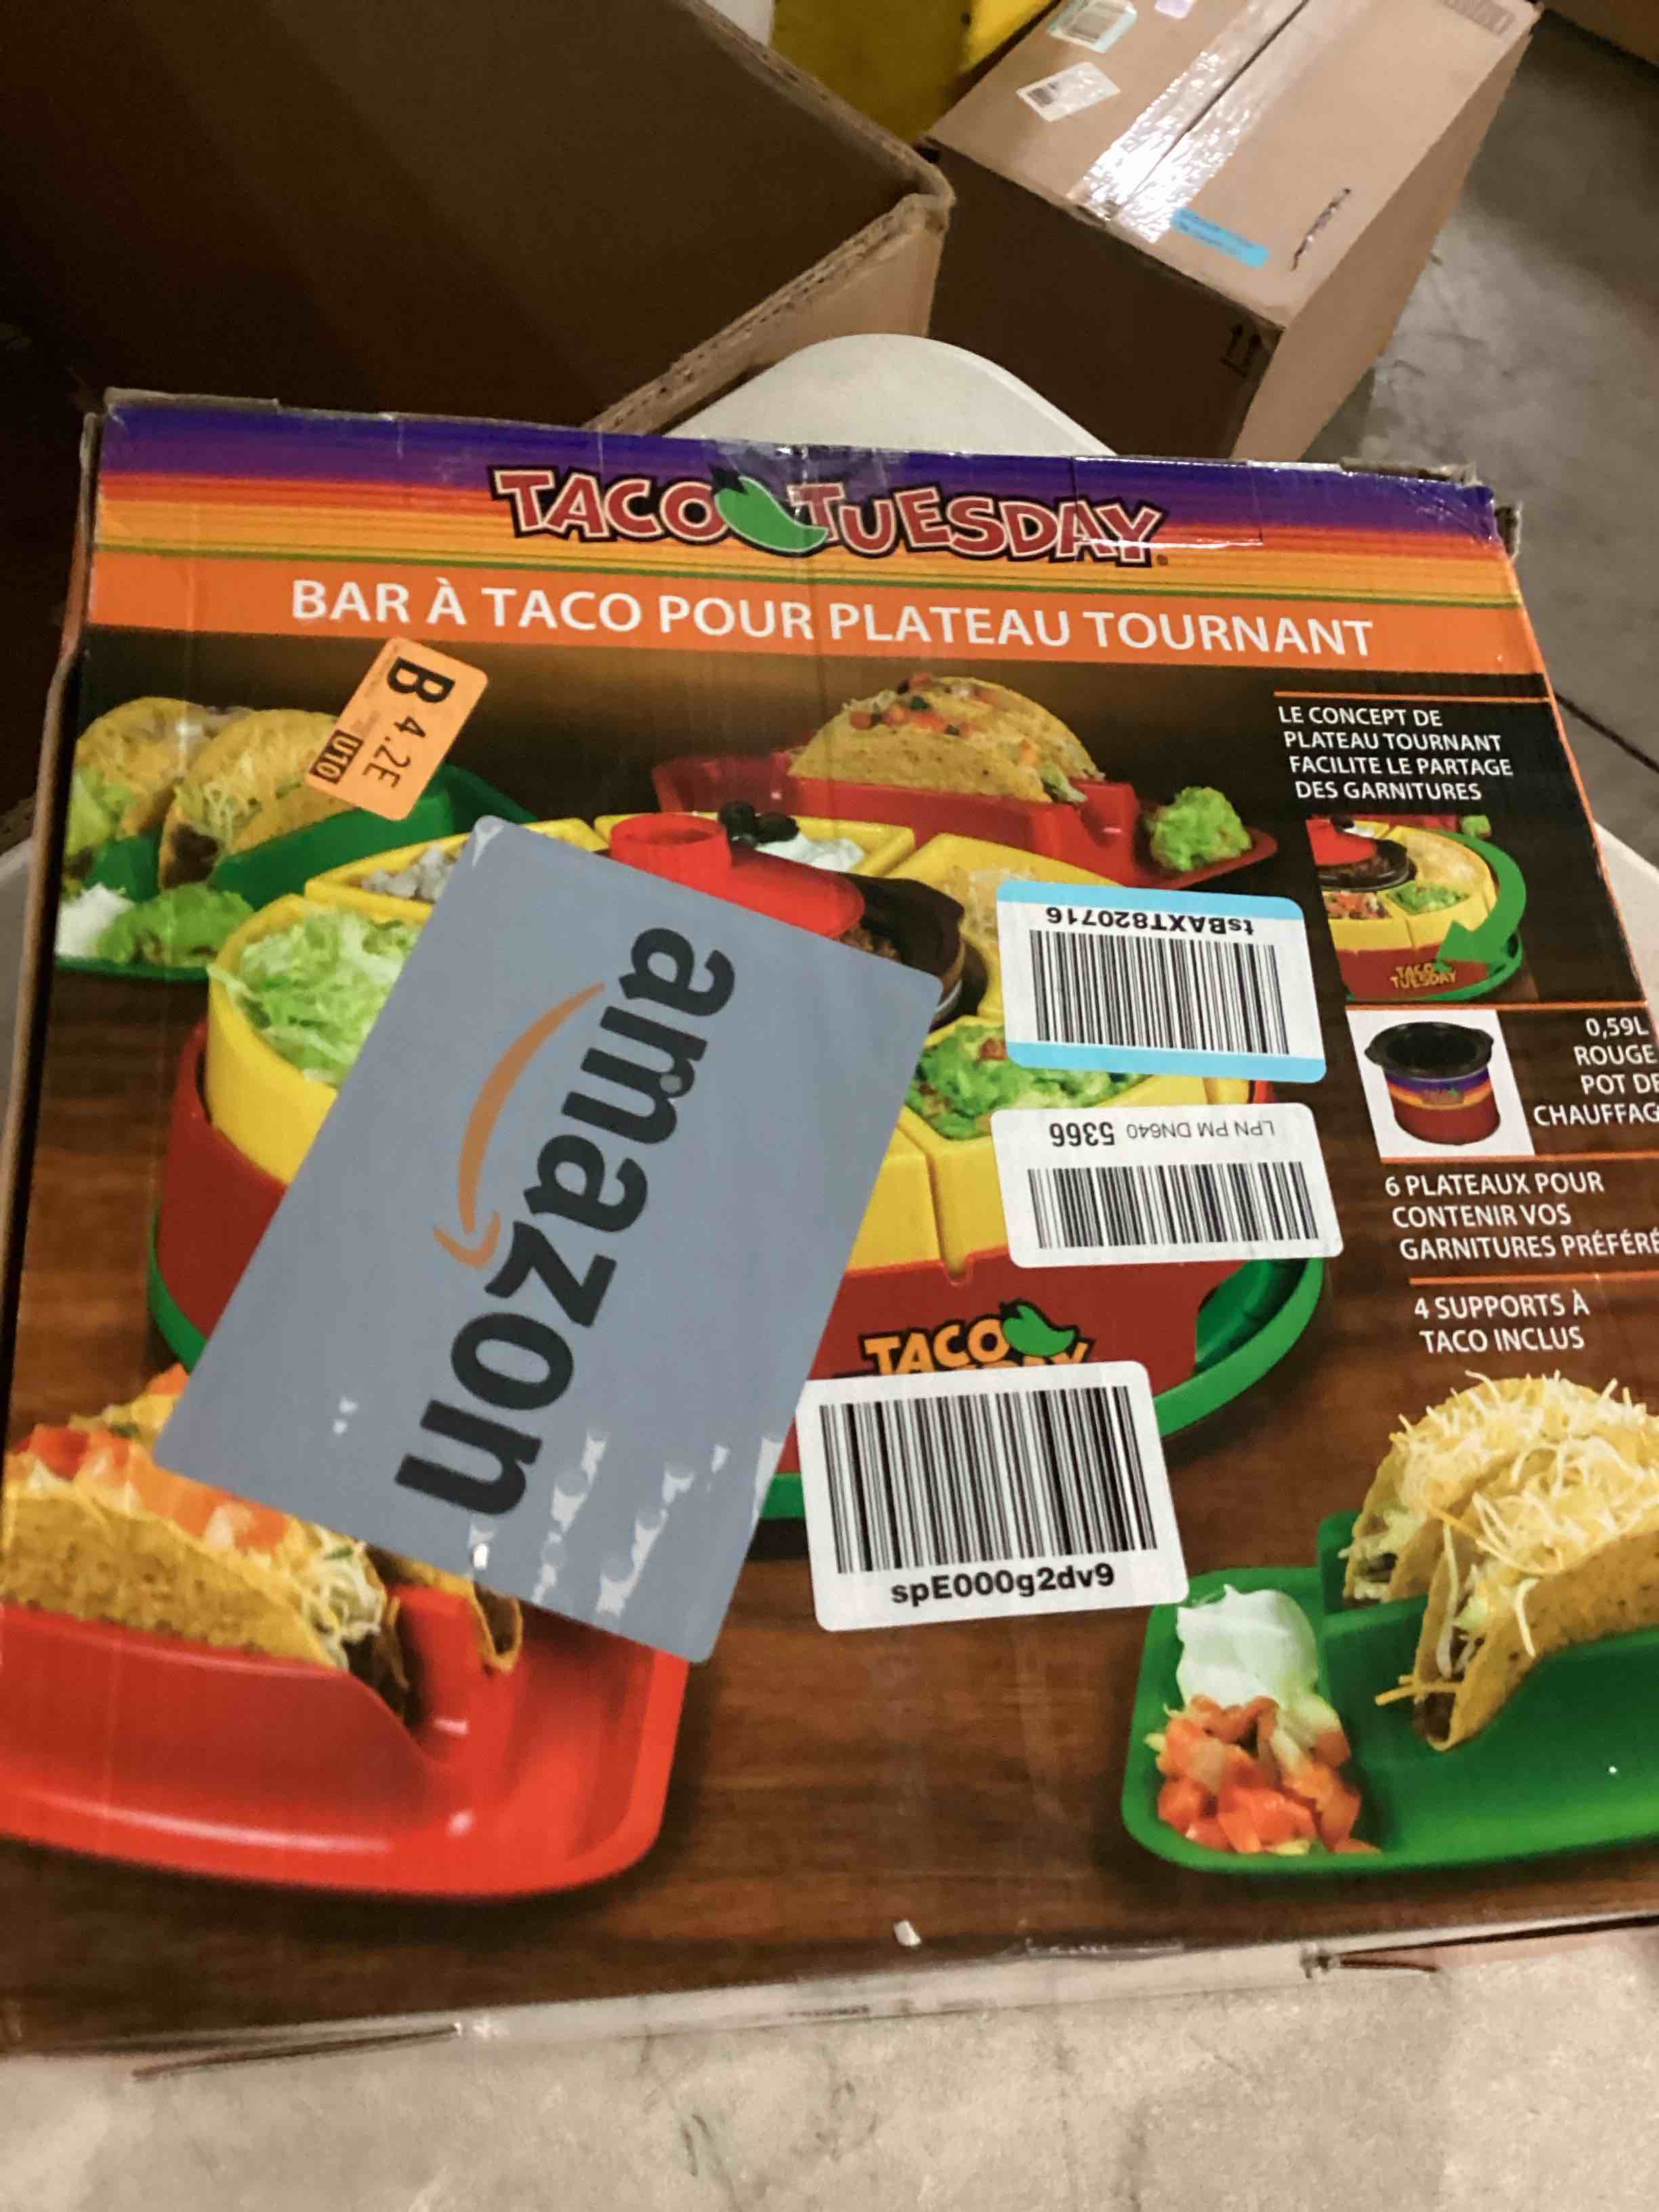 TACO TUESDAY®
BAR À TACO POUR PLATEAU TOURNANT
B 4.2E
U10
LE CONCEPT DE
PLATEAU TOURNANT
FACILITE LE PARTAGE
DES GARNITURES
TACO
TUESDAY
amazon
tsBAXT820716
LPN PM DN640 5366
0,59L
ROUGE
POT DE
CHAUFFAG
6 PLATEAUX POUR
CONTENIR VOS
GARNITURES PRÉFÉRÉ
4 SUPPORTS À
TACO INCLUS
TACO
spE000g2dv9